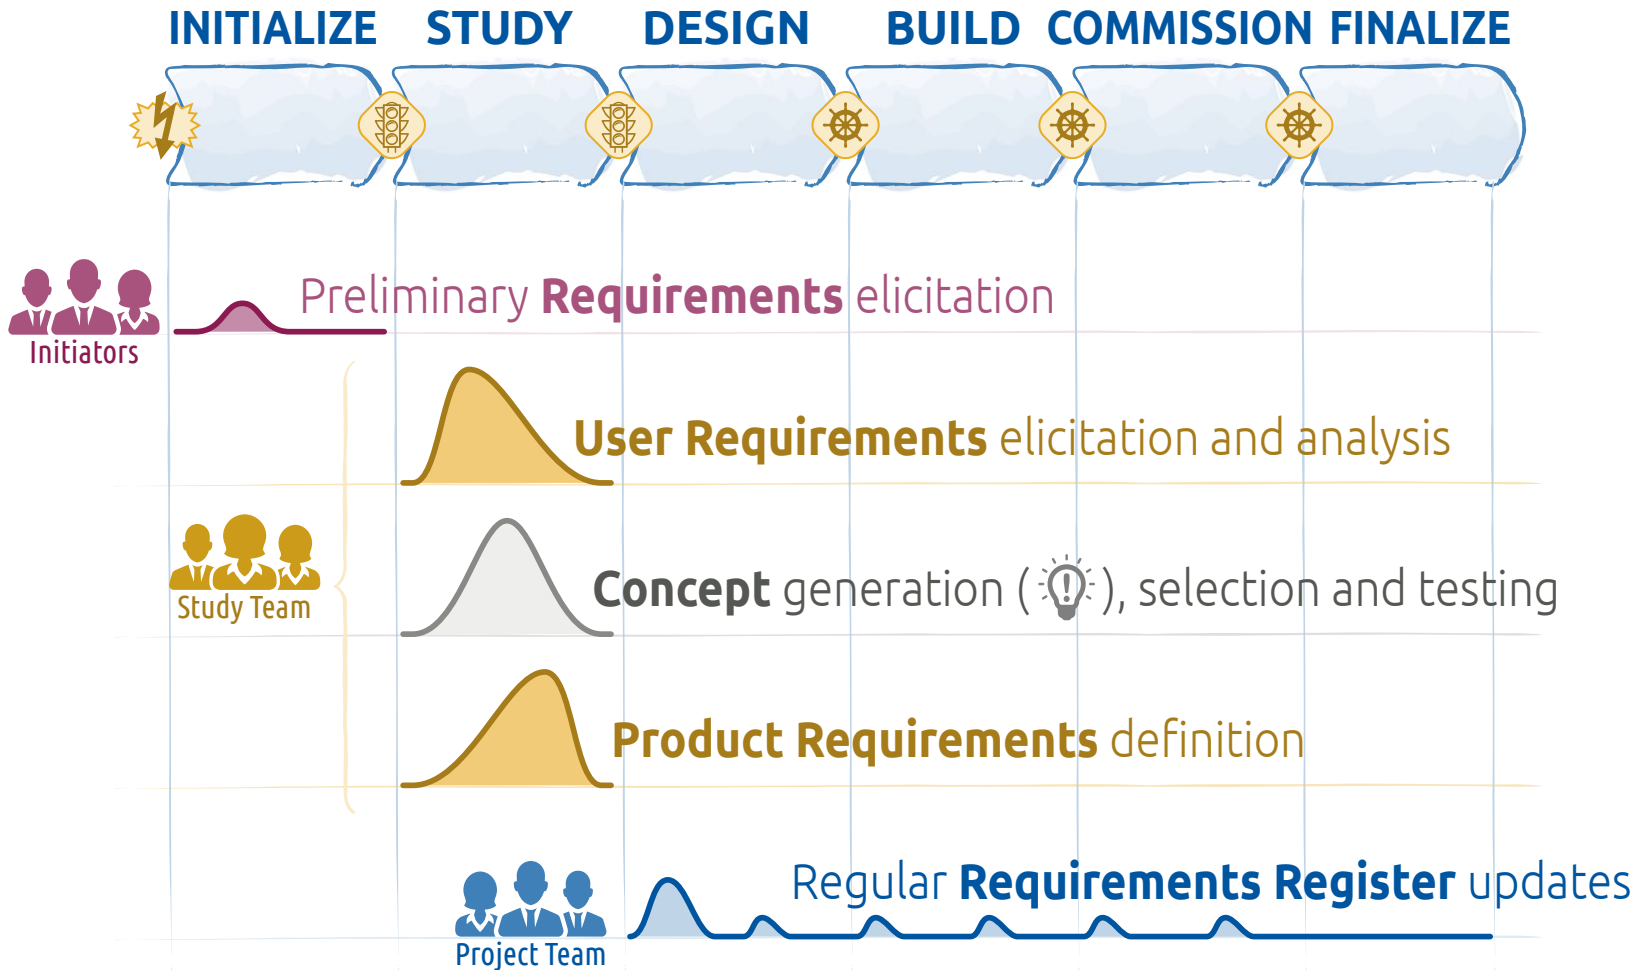 INITIALIZE STUDY DESIGN BUILD COMMISSION FINALIZE
Preliminary Requirements elicitation
Initiators
User Requirements elicitation and analysis
Concept generation ( ), selection and testing
Study Team
Product Requirements definition
Regular Requirements Register updates
Project Team